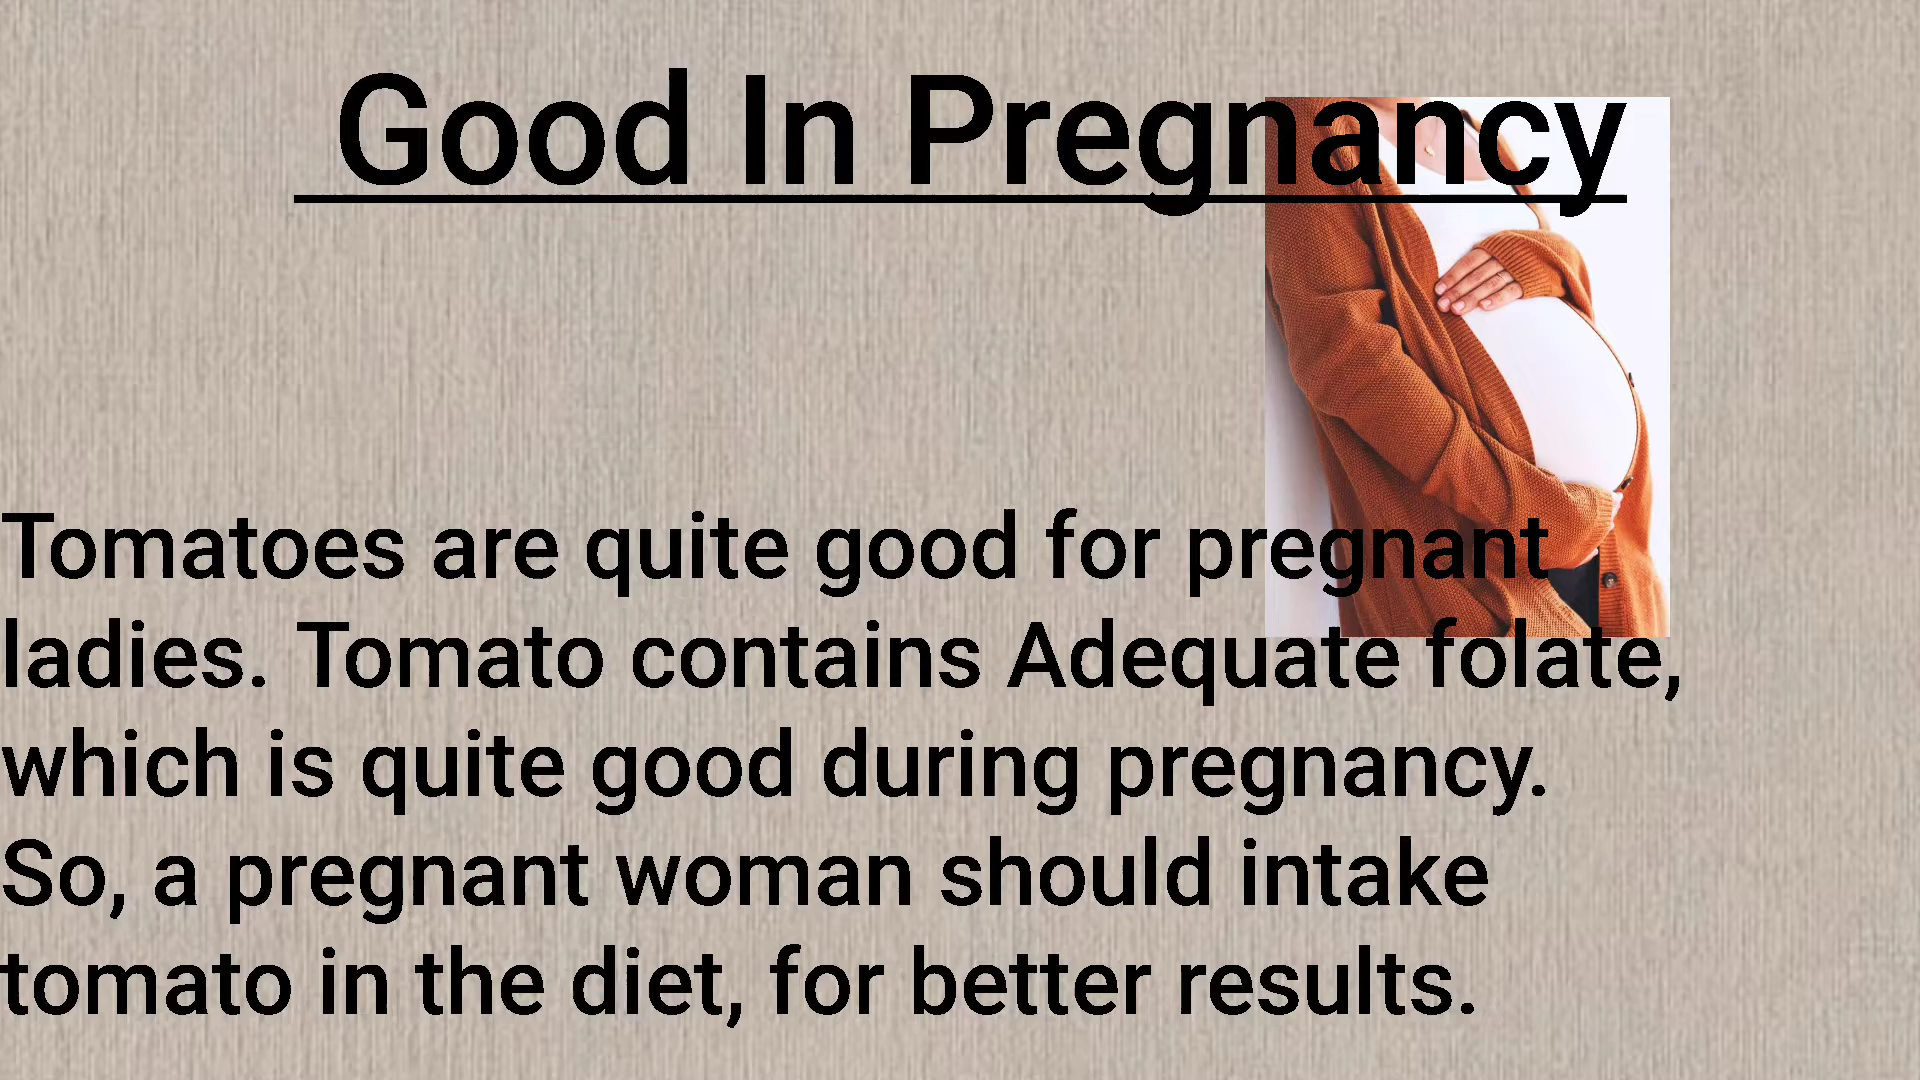 Good In Pregnancy
Tomatoes are quite good for pregnant
ladies. Tomato contains Adequate folate,
which is quite good during pregnancy.
So, a pregnant woman should intake
tomato in the diet, for better results.